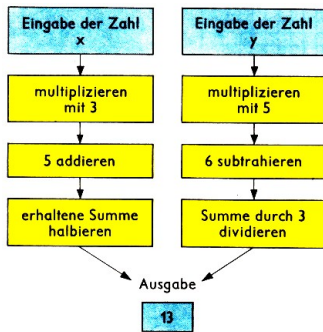 Eingabe der Zahl
x
multiplizieren
mit 3
5 addieren
erhaltene Summe
halbieren
Eingabe der Zahl
y
multiplizieren
mit 5
6 subtrahieren
Summe durch 3
dividieren
Ausgabe
13